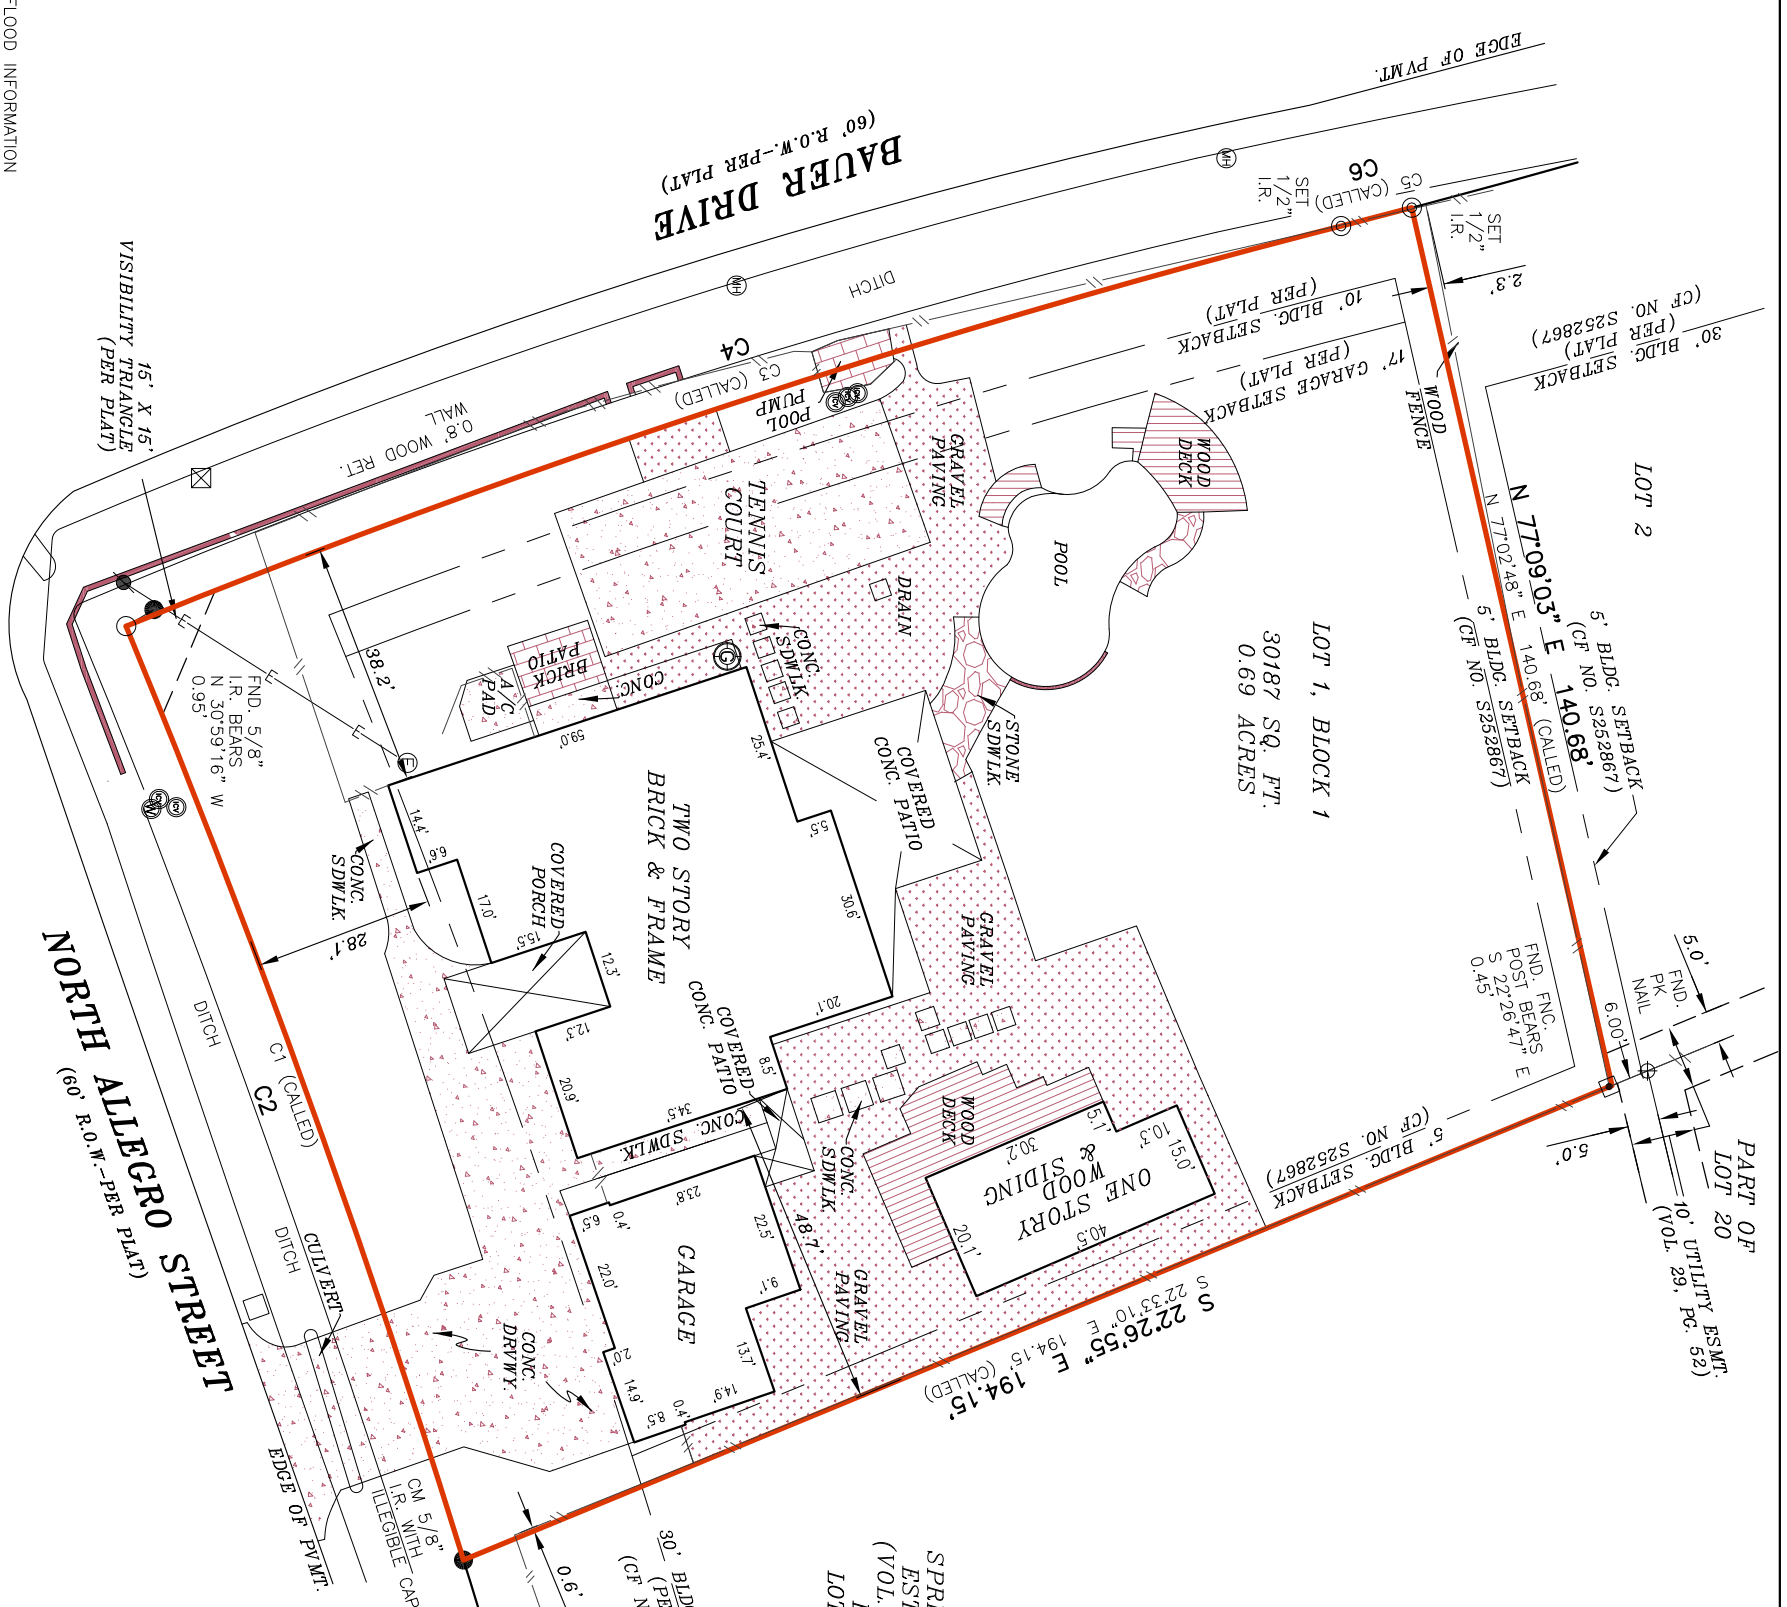 FLOOD INFORMATION
EDGE OF PVMT.
BAUER DRIVE
(60' R.O.W.-PER PLAT)
MH
MH
DITCH
C6
C5 (CALLED)
SET
1/2"
I.R.
SET
1/2"
I.R.
2.3'
30' BLDG. SETBACK
(PER PLAT)
(CF NO. S252867)
LOT 2
10' BLDG. SETBACK
(PER PLAT)
17' GARAGE SETBACK
(PER PLAT)
WOOD
FENCE
C4
C3 (CALLED)
0.8' WOOD RET.
WALL
15' X 15'
VISIBILITY TRIANGLE
(PER PLAT)
POOL
PUMP
GRAVEL
PAVING
WOOD
DECK
TENNIS
COURT
POOL
DRAIN
CONC.
SDWLK.
BRICK
PATIO
CONC.
A/C
PAD
G
38.2'
E
E
E
E
FND. 5/8"
I.R. BEARS
N 30°59'16" W
0.95'
ICV
ICV
W
STONE
SDWLK.
COVERED
CONC. PATIO
LOT 1, BLOCK 1
30187 SQ. FT.
0.69 ACRES
N 77°09'03" E 140.68'
N 77°02'48" E 140.68' (CALLED)
5' BLDG. SETBACK
(CF NO. S252867)
5' BLDG. SETBACK
(CF NO. S252867)
59.0'
25.4'
5.5'
30.6'
20.1'
8.5'
34.5'
20.9'
12.3'
12.3'
15.5'
17.0'
6.6'
14.4'
TWO STORY
BRICK & FRAME
COVERED
PORCH
CONC.
SDWLK.
28.1'
COVERED
CONC. PATIO
CONC. SDWLK.
GRAVEL
PAVING
WOOD
DECK
CONC.
SDWLK
ONE STORY
WOOD
& SIDING
30.2'
5.1'
10.3'
15.0'
40.5'
20.1'
FND. FNC.
POST BEARS
S 22°26'47" E
0.45'
FND.
PK
NAIL
5.0'
6.00'
5.0'
PART OF
LOT 20
10' UTILITY ESMT.
(VOL. 29, PG. 52)
5' BLDG. SETBACK
(CF NO. S252867)
S 22°26'55" E 194.15'
S 22°33'10" E 194.15' (CALLED)
48.7'
GRAVEL
PAVING
GARAGE
23.8'
22.5'
9.1'
13.7'
14.9'
0.4'
8.5'
14.9'
2.0'
22.0'
6.5'
0.4'
CONC.
DRVWY.
CULVERT
DITCH
DITCH
C1 (CALLED)
C2
NORTH ALLEGRO STREET
(60' R.O.W.-PER PLAT)
EDGE OF PVMT.
CM 5/8"
I.R. WITH
ILLEGIBLE CAP
0.6'
30' BLD
(PE
(CF N
SPR
EST
(VOL.
LOT